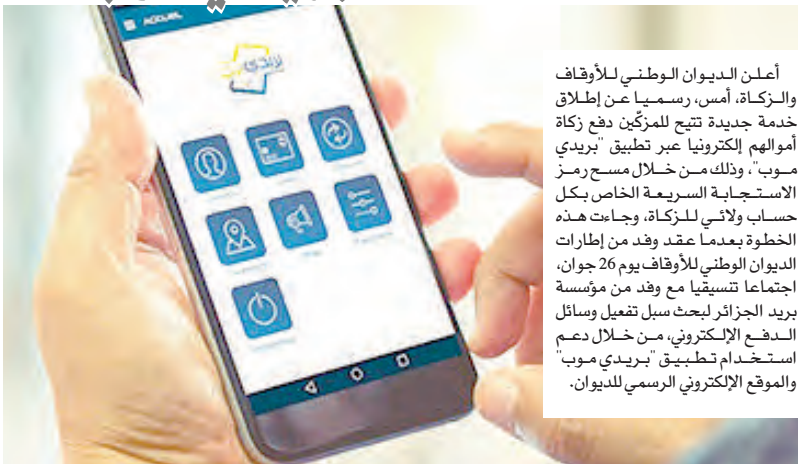 أعلن الديوان الوطني للأوقاف
والزكاة، أمس، رسميا عن إطلاق
خدمة جديدة تتيح للمزكّين دفع زكاة
أموالهم إلكترونيا عبر تطبيق "بريدي
موب"، وذلك من خلال مسح رمز
الاستجابة السريعة الخاص بكل
حساب ولائي للزكاة، وجاءت هذه
الخطوة بعدما عقد وفد من إطارات
الديوان الوطني للأوقاف يوم 26 جوان،
اجتماعا تنسيقيا مع وفد من مؤسسة
بريد الجزائر لبحث سبل تفعيل وسائل
الدفع الإلكتروني، من خلال دعم
استخدام تطبيق "بريدي موب"
والموقع الإلكتروني الرسمي للديوان.
ACCUEIL
بريدي